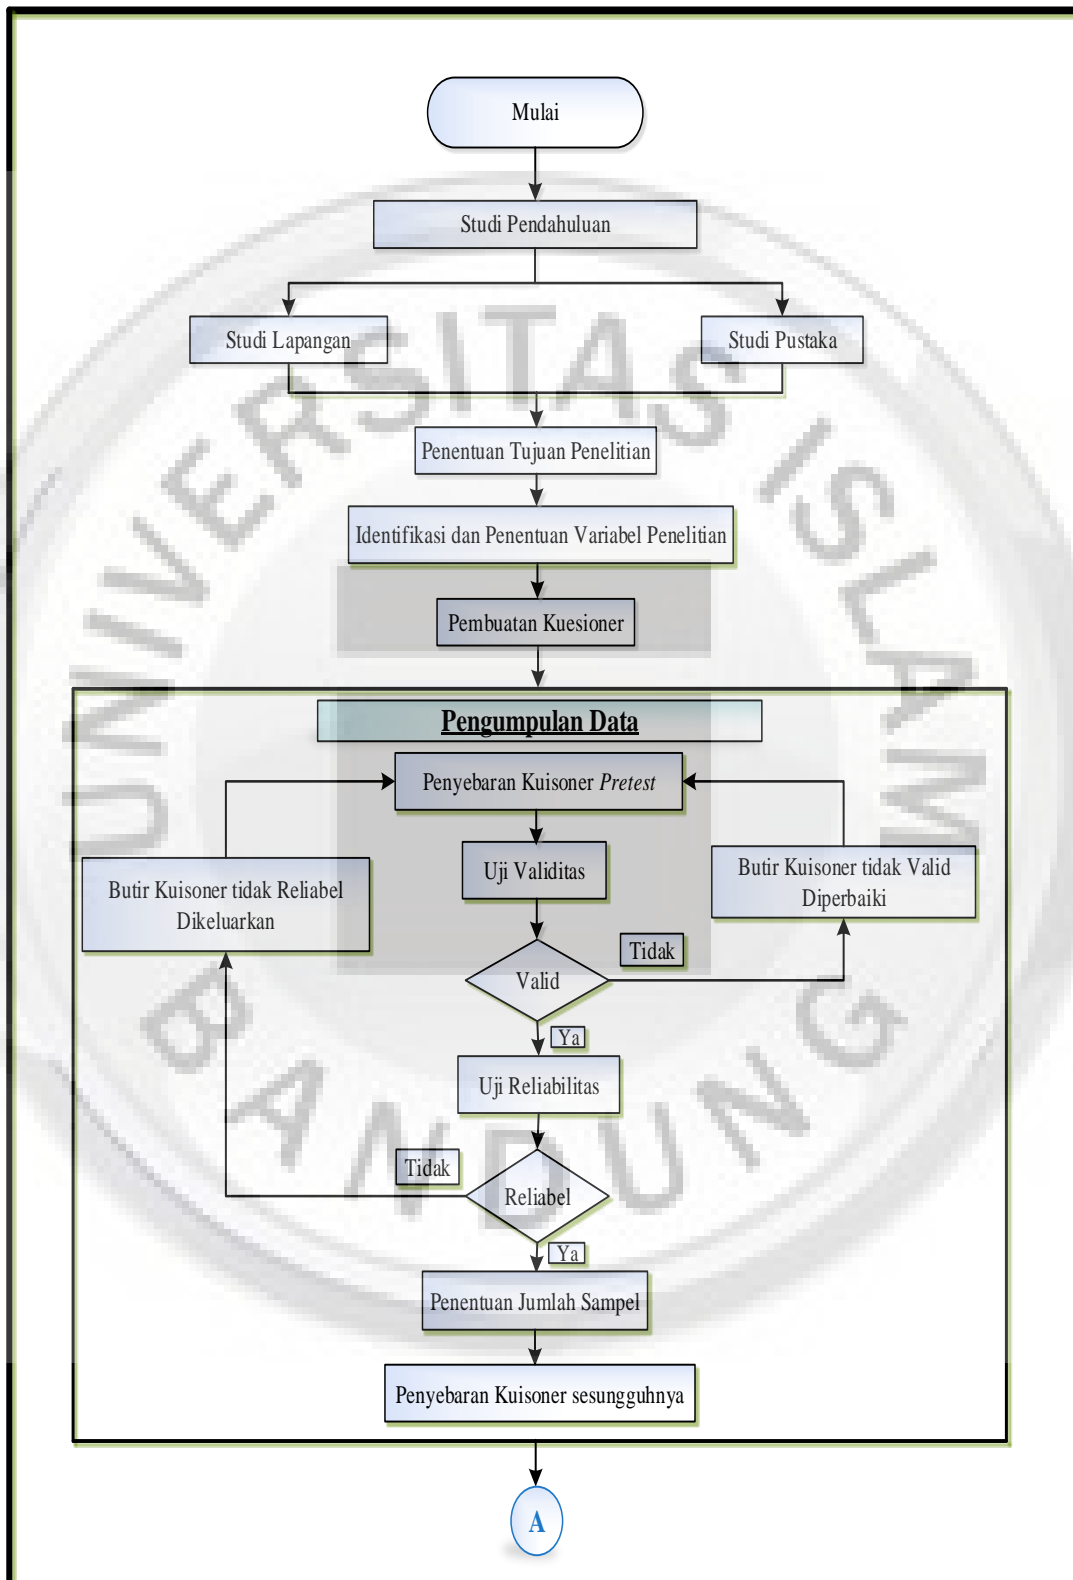 Mulai
Studi Pendahuluan
Studi Lapangan
Studi Pustaka
Penentuan Tujuan Penelitian
Identifikasi dan Penentuan Variabel Penelitian
Pembuatan Kuesioner
Pengumpulan Data
Penyebaran Kuisoner Pretest
Uji Validitas
Butir Kuisoner tidak Reliabel
Dikeluarkan
Butir Kuisoner tidak Valid
Diperbaiki
Valid
Tidak
Ya
Uji Reliabilitas
Tidak
Reliabel
Ya
Penentuan Jumlah Sampel
Penyebaran Kuisoner sesungguhnya
A
UNIVERSITAS ISLAM
BANDUNG